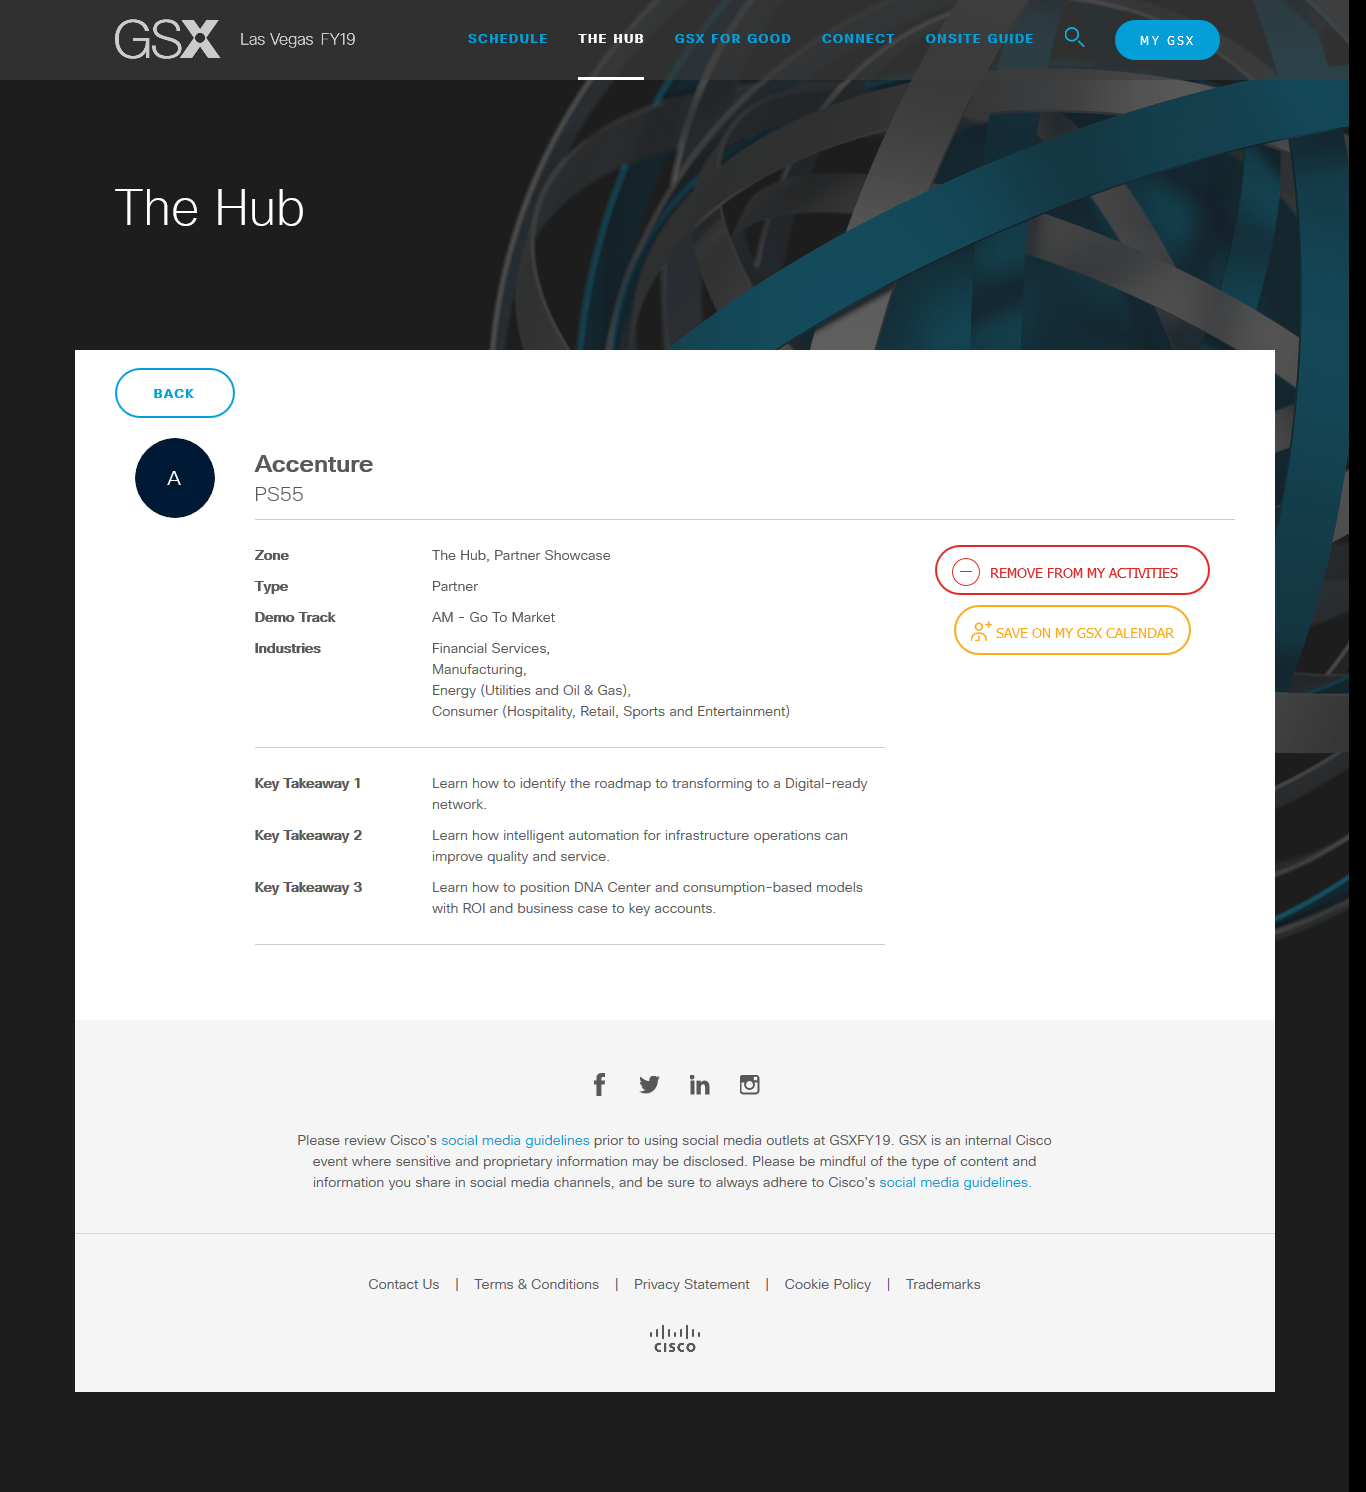 GSX Las Vegas FY19
SCHEDULE THE HUB GSX FOR GOOD CONNECT ONSITE GUIDE MY GSX
The Hub
BACK
A
Accenture
PS55
Zone The Hub, Partner Showcase
Type Partner
Demo Track AM - Go To Market
Industries Financial Services,
Manufacturing,
Energy (Utilities and Oil & Gas),
Consumer (Hospitality, Retail, Sports and Entertainment)
REMOVE FROM MY ACTIVITIES
SAVE ON MY GSX CALENDAR
Key Takeaway 1 Learn how to identify the roadmap to transforming to a Digital-ready
network.
Key Takeaway 2 Learn how intelligent automation for infrastructure operations can
improve quality and service.
Key Takeaway 3 Learn how to position DNA Center and consumption-based models
with ROI and business case to key accounts.
Please review Cisco's social media guidelines prior to using social media outlets at GSXFY19. GSX is an internal Cisco
event where sensitive and proprietary information may be disclosed. Please be mindful of the type of content and
information you share in social media channels, and be sure to always adhere to Cisco's social media guidelines.
Contact Us | Terms & Conditions | Privacy Statement | Cookie Policy | Trademarks
CISCO